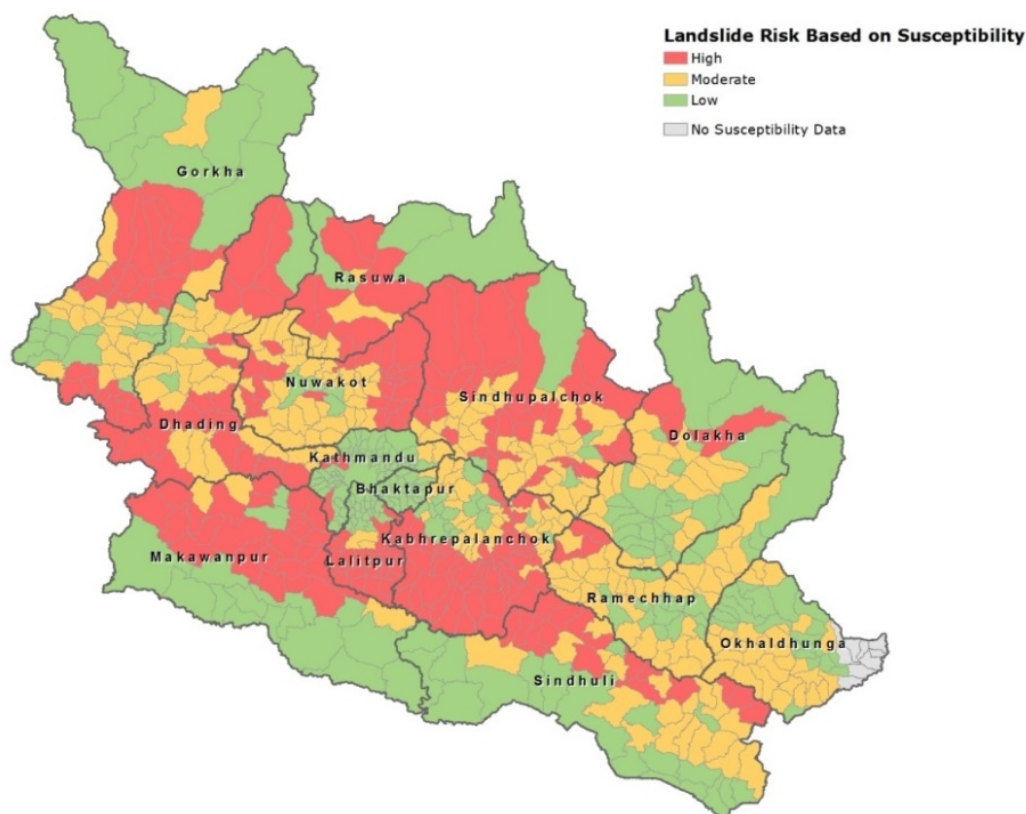 Landslide Risk Based on Susceptibility
High
Moderate
Low
No Susceptibility Data
Gorkha
Rasuwa
Nuwakot
Sindhupalchok
Dhading
Dolakha
Kathmandu
Bhaktapur
Kabhrepalanchok
Makawanpur
Lalitpur
Ramechhap
Okhaldhunga
Sindhuli